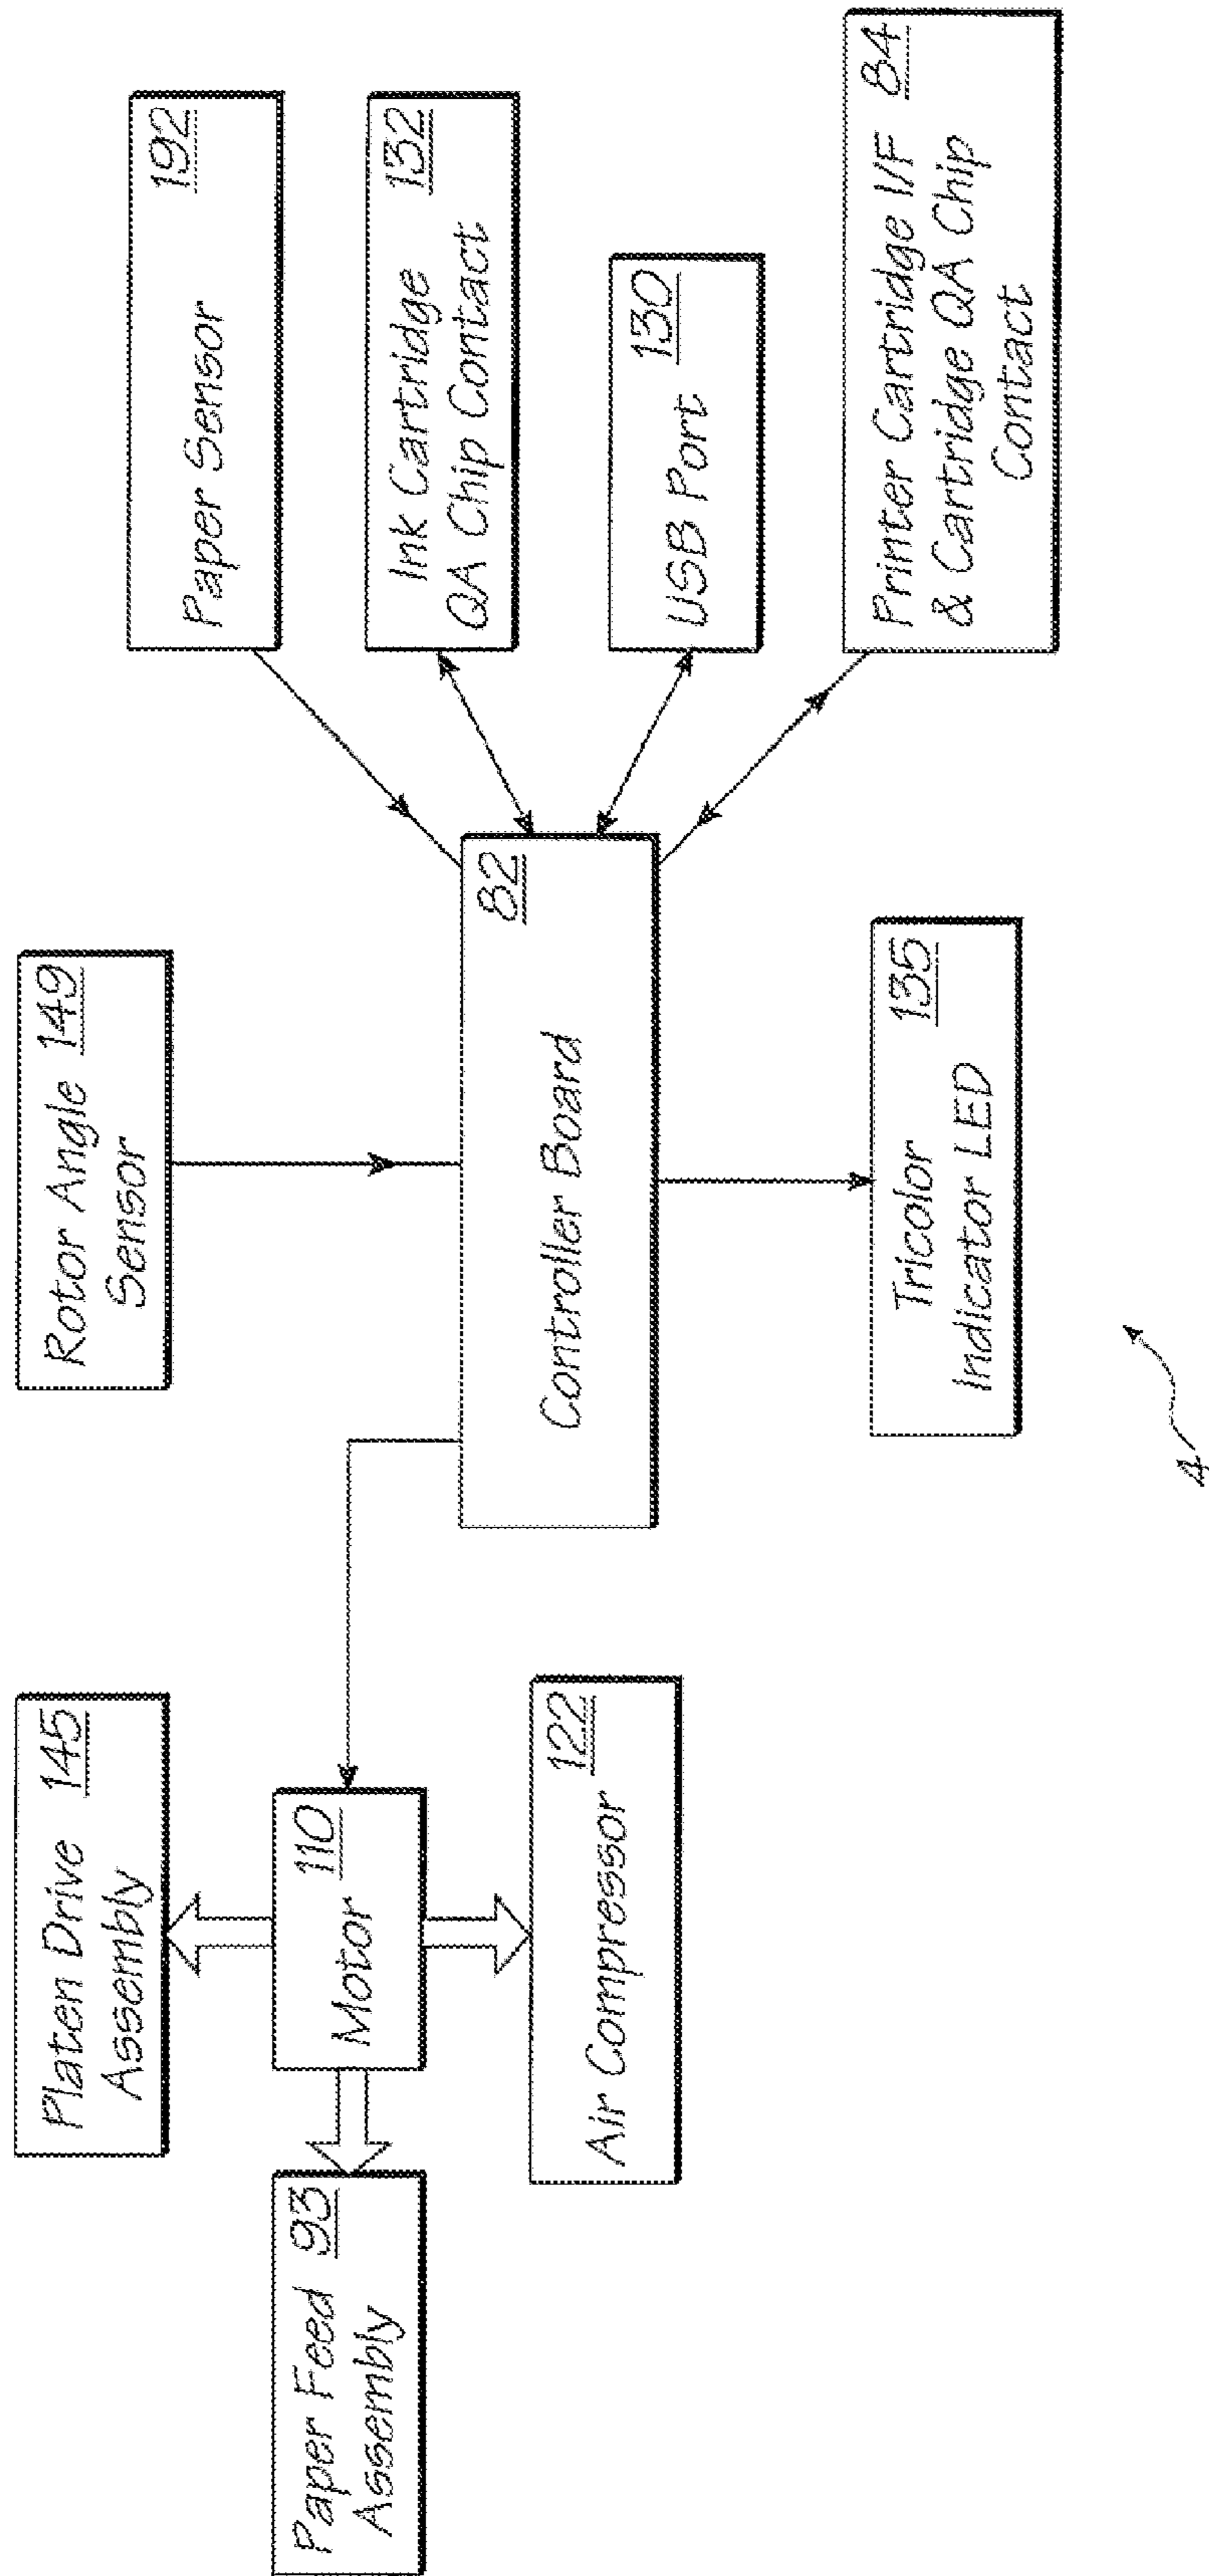 Platen Drive 145
Assembly
Rotor Angle 149
Sensor
192
Paper Sensor
Paper Feed 93
Assembly
110
Motor
Ink Cartridge 132
QA Chip Contact
82
Controller Board
122
Air Compressor
130
USB Port
Tricolor 135
Indicator LED
Printer Cartridge I/F 84
& Cartridge QA Chip
Contact
4